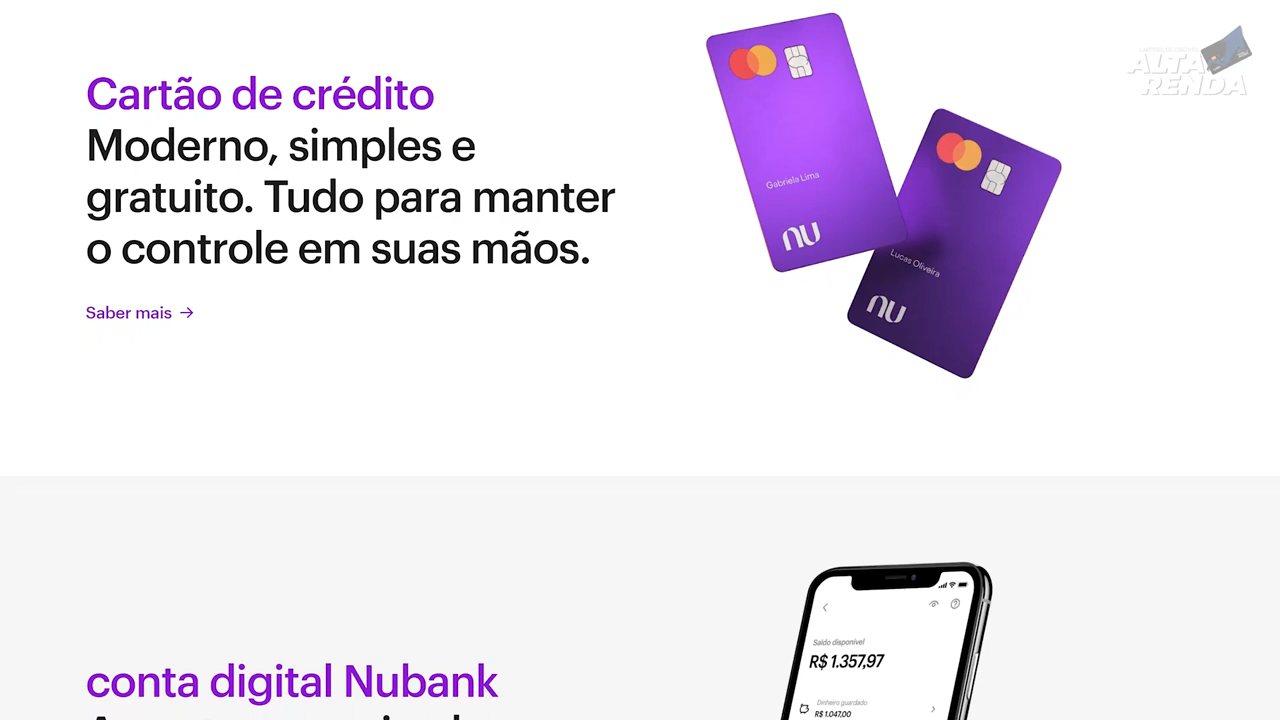 Cartão de crédito
Moderno, simples e
gratuito. Tudo para manter
o controle em suas mãos.
Saber mais →
Gabriela Lima
nu
Lucas Oliveira
nu
ALTA
RENDA
conta digital Nubank
Saldo disponível
R$ 1.357,97
Dinheiro guardado
R$ 1.047,00